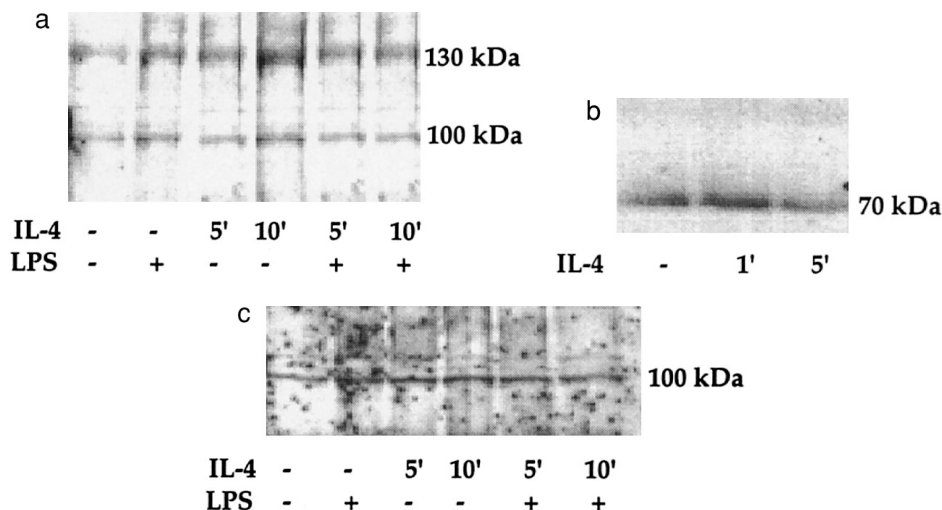 a
130 kDa
100 kDa
IL-4 - - 5' 10' 5' 10'
LPS - + - - + +
b
70 kDa
IL-4 - 1' 5'
c
100 kDa
IL-4 - - 5' 10' 5' 10'
LPS - + - - + +